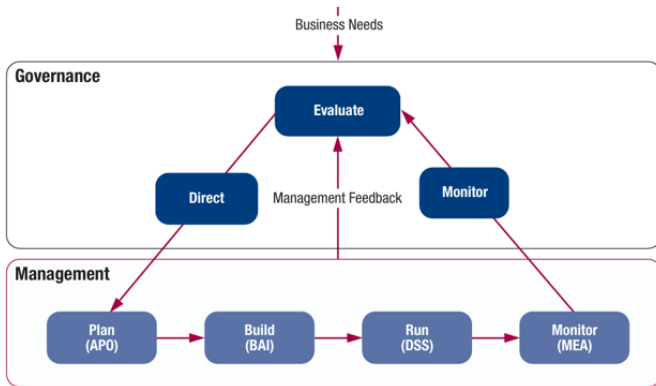 Business Needs
Governance
Evaluate
Direct
Management Feedback
Monitor
Management
Plan
(APO)
Build
(BAI)
Run
(DSS)
Monitor
(MEA)